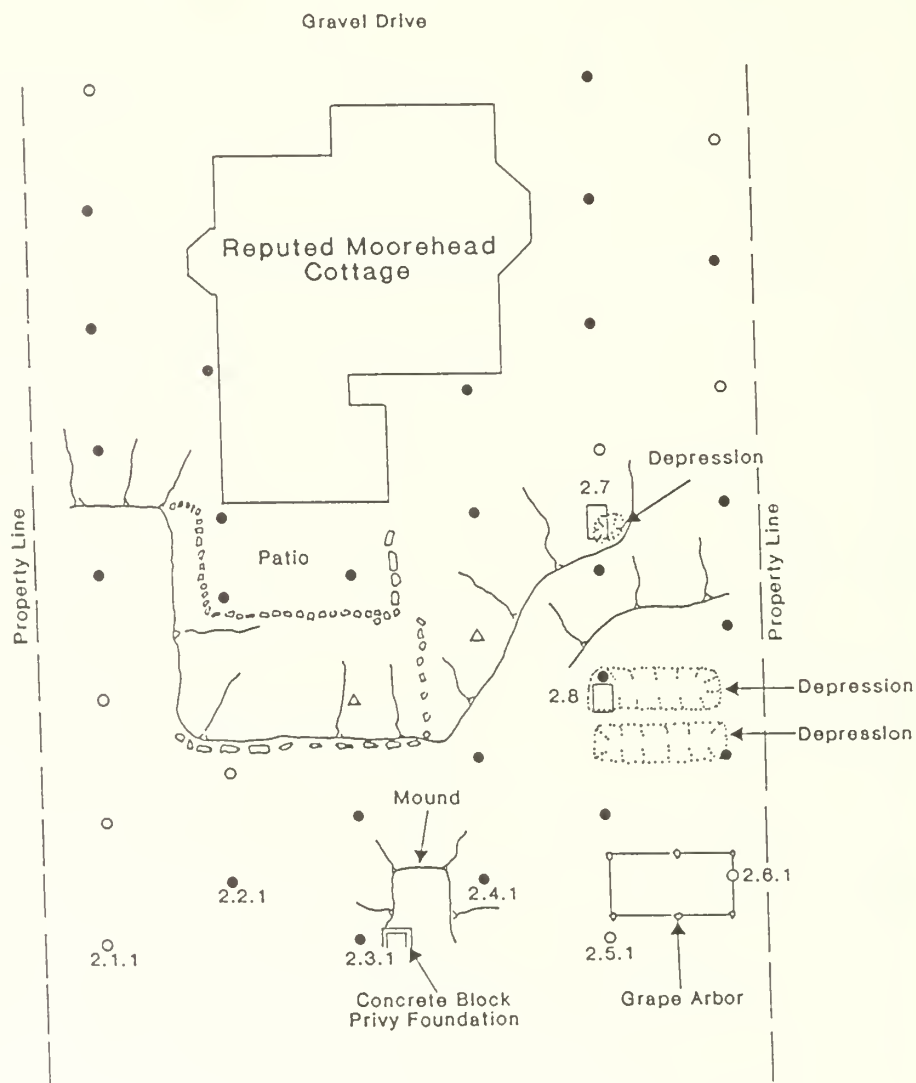 Gravel Drive
Reputed Moorehead
Cottage
Depression
2.7
Property Line
Patio
Property Line
2.8
Depression
Depression
Mound
2.2.1
2.4.1
2.6.1
2.1.1
2.3.1
2.5.1
Concrete Block
Privy Foundation
Grape Arbor